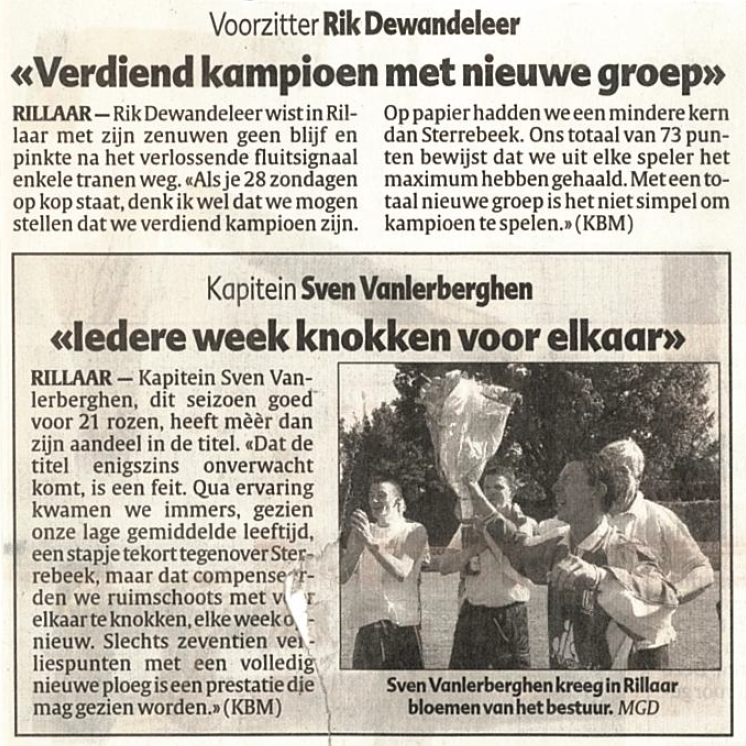 Voorzitter Rik Dewandeleer
«Verdiend kampioen met nieuwe groep»
RILLAAR — Rik Dewandeleer wist in Ril-
laar met zijn zenuwen geen blijf en
pinkte na het verlossende fluitsignaal
enkele tranen weg. «Als je 28 zondagen
op kop staat, denk ik wel dat we mogen
stellen dat we verdiend kampioen zijn.
Op papier hadden we een mindere kern
dan Sterrebeek. Ons totaal van 73 pun-
ten bewijst dat we uit elke speler het
maximum hebben gehaald. Met een to-
taal nieuwe groep is het niet simpel om
kampioen te spelen.» (KBM)
Kapitein Sven Vanlerberghen
«Iedere week knokken voor elkaar»
RILLAAR — Kapitein Sven Van-
lerberghen, dit seizoen goed
voor 21 rozen, heeft mèèr dan
zijn aandeel in de titel. «Dat de
titel enigszins onverwacht
komt, is een feit. Qua ervaring
kwamen we immers, gezien
onze lage gemiddelde leeftijd,
een stapje tekort tegenover Ster-
rebeek, maar dat compenseer-
den we ruimschoots met voor
elkaar te knokken, elke week op-
nieuw. Slechts zeventien ver-
liespunten met een volledig
nieuwe ploeg is een prestatie die
mag gezien worden.» (KBM)
Sven Vanlerberghen kreeg in Rillaar
bloemen van het bestuur. MGD